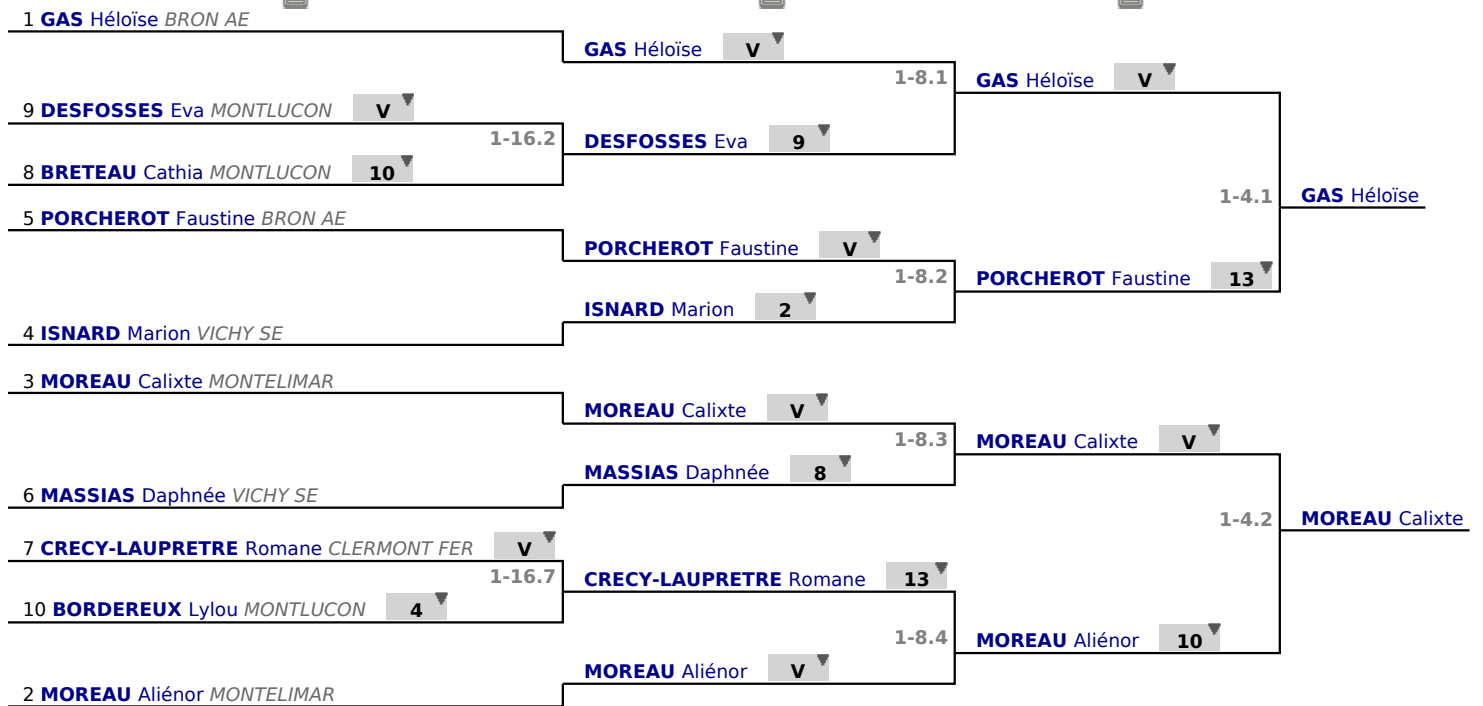 1 GAS Héloïse BRON AE
GAS Héloïse V
1-8.1
GAS Héloïse V
9 DESFOSSES Eva MONTLUCON V
1-16.2
DESFOSSES Eva 9
8 BRETEAU Cathia MONTLUCON 10
1-4.1
GAS Héloïse
5 PORCHEROT Faustine BRON AE
PORCHEROT Faustine V
1-8.2
PORCHEROT Faustine 13
ISNARD Marion 2
4 ISNARD Marion VICHY SE
3 MOREAU Calixte MONTELIMAR
MOREAU Calixte V
1-8.3
MOREAU Calixte V
MASSIAS Daphnée 8
6 MASSIAS Daphnée VICHY SE
1-4.2
MOREAU Calixte
7 CRECY-LAUPRETRE Romane CLERMONT FER V
1-16.7
CRECY-LAUPRETRE Romane 13
10 BORDEREUX Lylou MONTLUCON 4
1-8.4
MOREAU Aliénor 10
MOREAU Aliénor V
2 MOREAU Aliénor MONTELIMAR